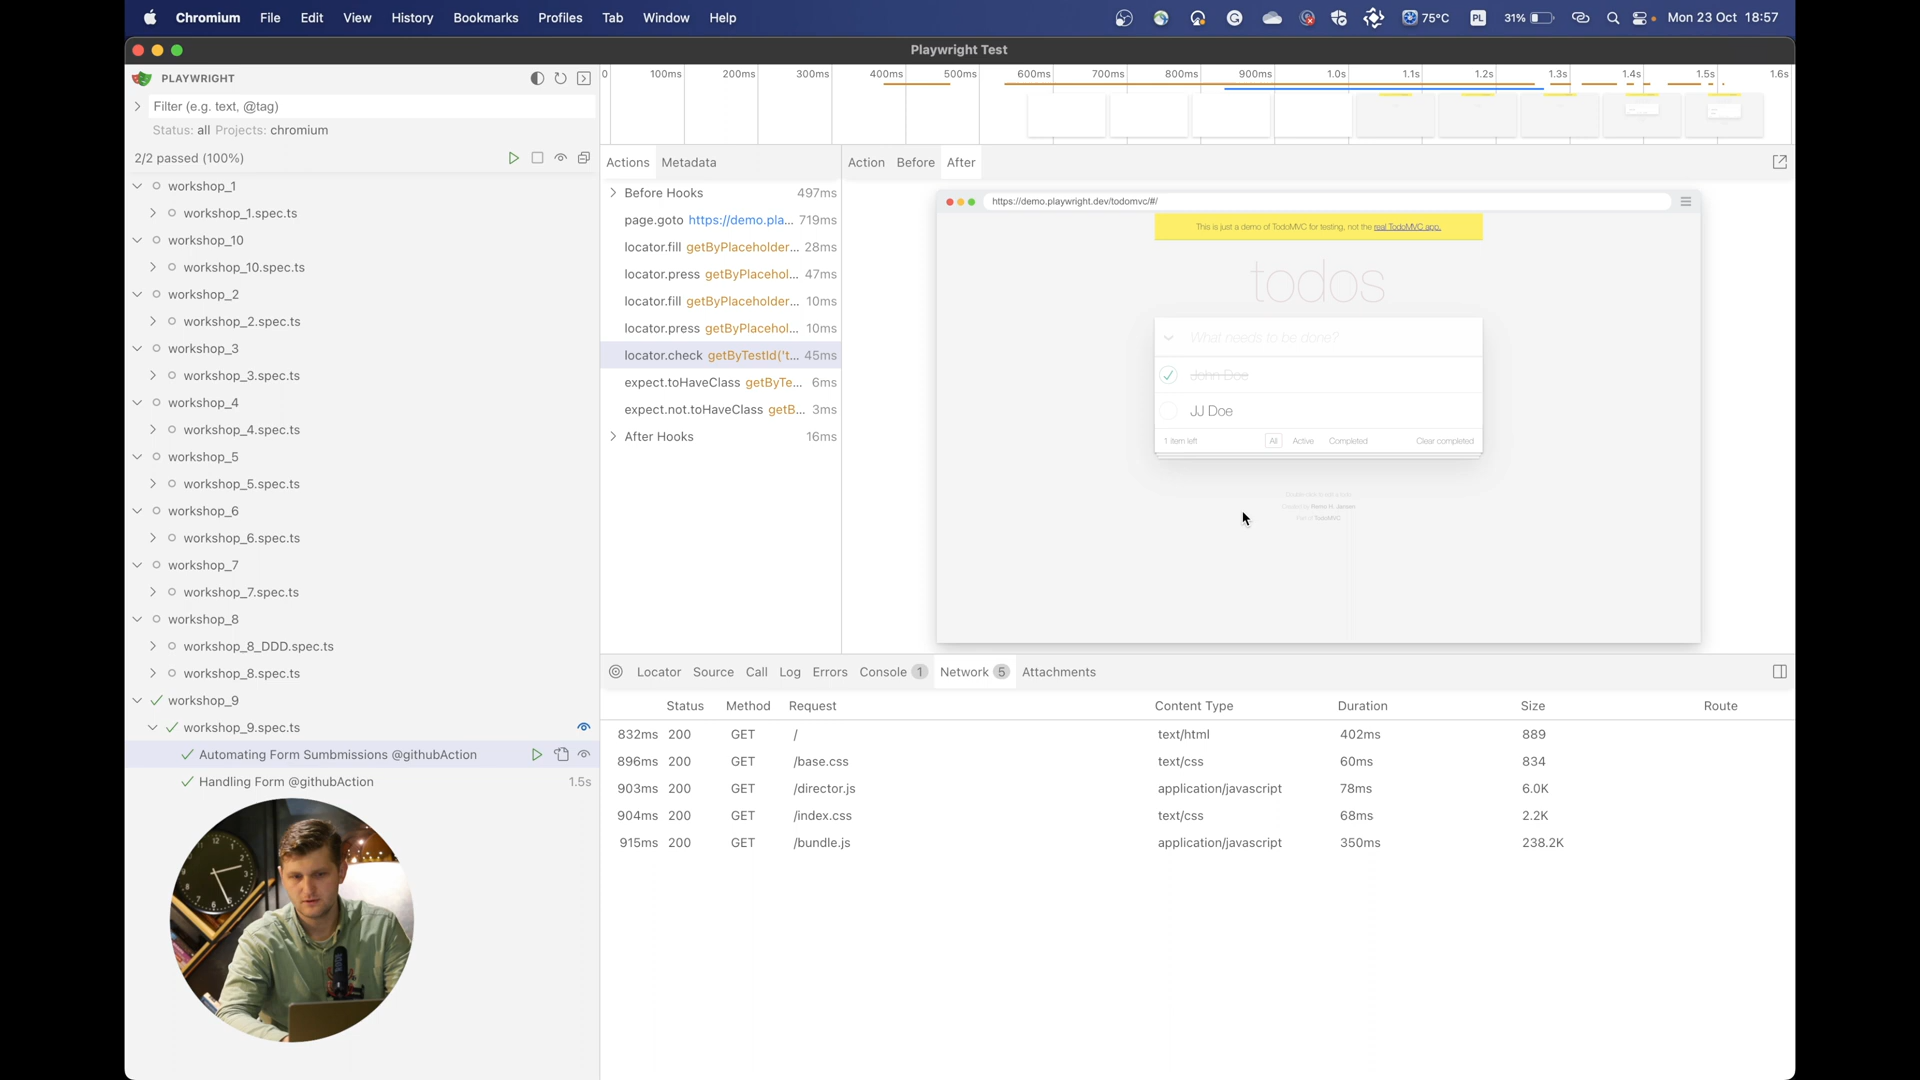 Chromium File Edit View History Bookmarks Profiles Tab Window Help 75°C PL 31% Mon 23 Oct 18:57
Playwright Test
PLAYWRIGHT
Filter (e.g. text, @tag)
Status: all Projects: chromium
2/2 passed (100%)
workshop_1
workshop_1.spec.ts
workshop_10
workshop_10.spec.ts
workshop_2
workshop_2.spec.ts
workshop_3
workshop_3.spec.ts
workshop_4
workshop_4.spec.ts
workshop_5
workshop_5.spec.ts
workshop_6
workshop_6.spec.ts
workshop_7
workshop_7.spec.ts
workshop_8
workshop_8_DDD.spec.ts
workshop_8.spec.ts
workshop_9
workshop_9.spec.ts
Automating Form Sumbmissions @githubAction
Handling Form @githubAction 1.5s
0 100ms 200ms 300ms 400ms 500ms 600ms 700ms 800ms 900ms 1.0s 1.1s 1.2s 1.3s 1.4s 1.5s 1.6s
Actions Metadata
Before Hooks 497ms
page.goto https://demo.pla... 719ms
locator.fill getByPlaceholder... 28ms
locator.press getByPlacehol... 47ms
locator.fill getByPlaceholder... 10ms
locator.press getByPlacehol... 10ms
locator.check getByTestId('t... 45ms
expect.toHaveClass getByTe... 6ms
expect.not.toHaveClass getB... 3ms
After Hooks 16ms
Action Before After
https://demo.playwright.dev/todomvc/#/
This is just a demo of TodoMVC for testing, not the real TodoMVC app.
todos
What needs to be done?
John Doe
JJ Doe
1 item left All Active Completed Clear completed
Double-click to edit a todo
Created by Remo H. Jansen
Part of TodoMVC
Locator Source Call Log Errors Console 1 Network 5 Attachments
Status Method Request Content Type Duration Size Route
832ms 200 GET / text/html 402ms 889
896ms 200 GET /base.css text/css 60ms 834
903ms 200 GET /director.js application/javascript 78ms 6.0K
904ms 200 GET /index.css text/css 68ms 2.2K
915ms 200 GET /bundle.js application/javascript 350ms 238.2K